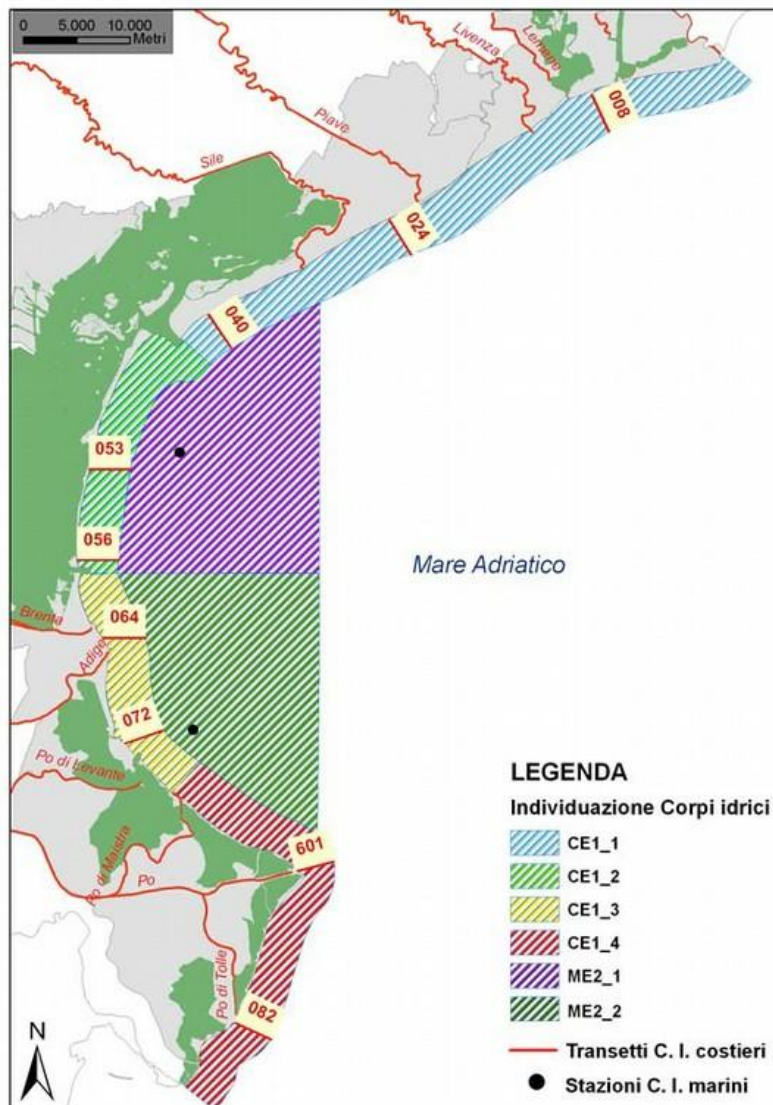 0 5.000 10.000
Metri
Livenza
Lemene
008
Piave
Sile
024
040
053
056
Mare Adriatico
064
Brenta
Adige
072
Po di Levante
LEGENDA
Individuazione Corpi idrici
601
CE1_1
Po di Maistra
Po
CE1_2
CE1_3
CE1_4
Po di Tolle
ME2_1
082
ME2_2
N
Transetti C. I. costieri
Stazioni C. I. marini